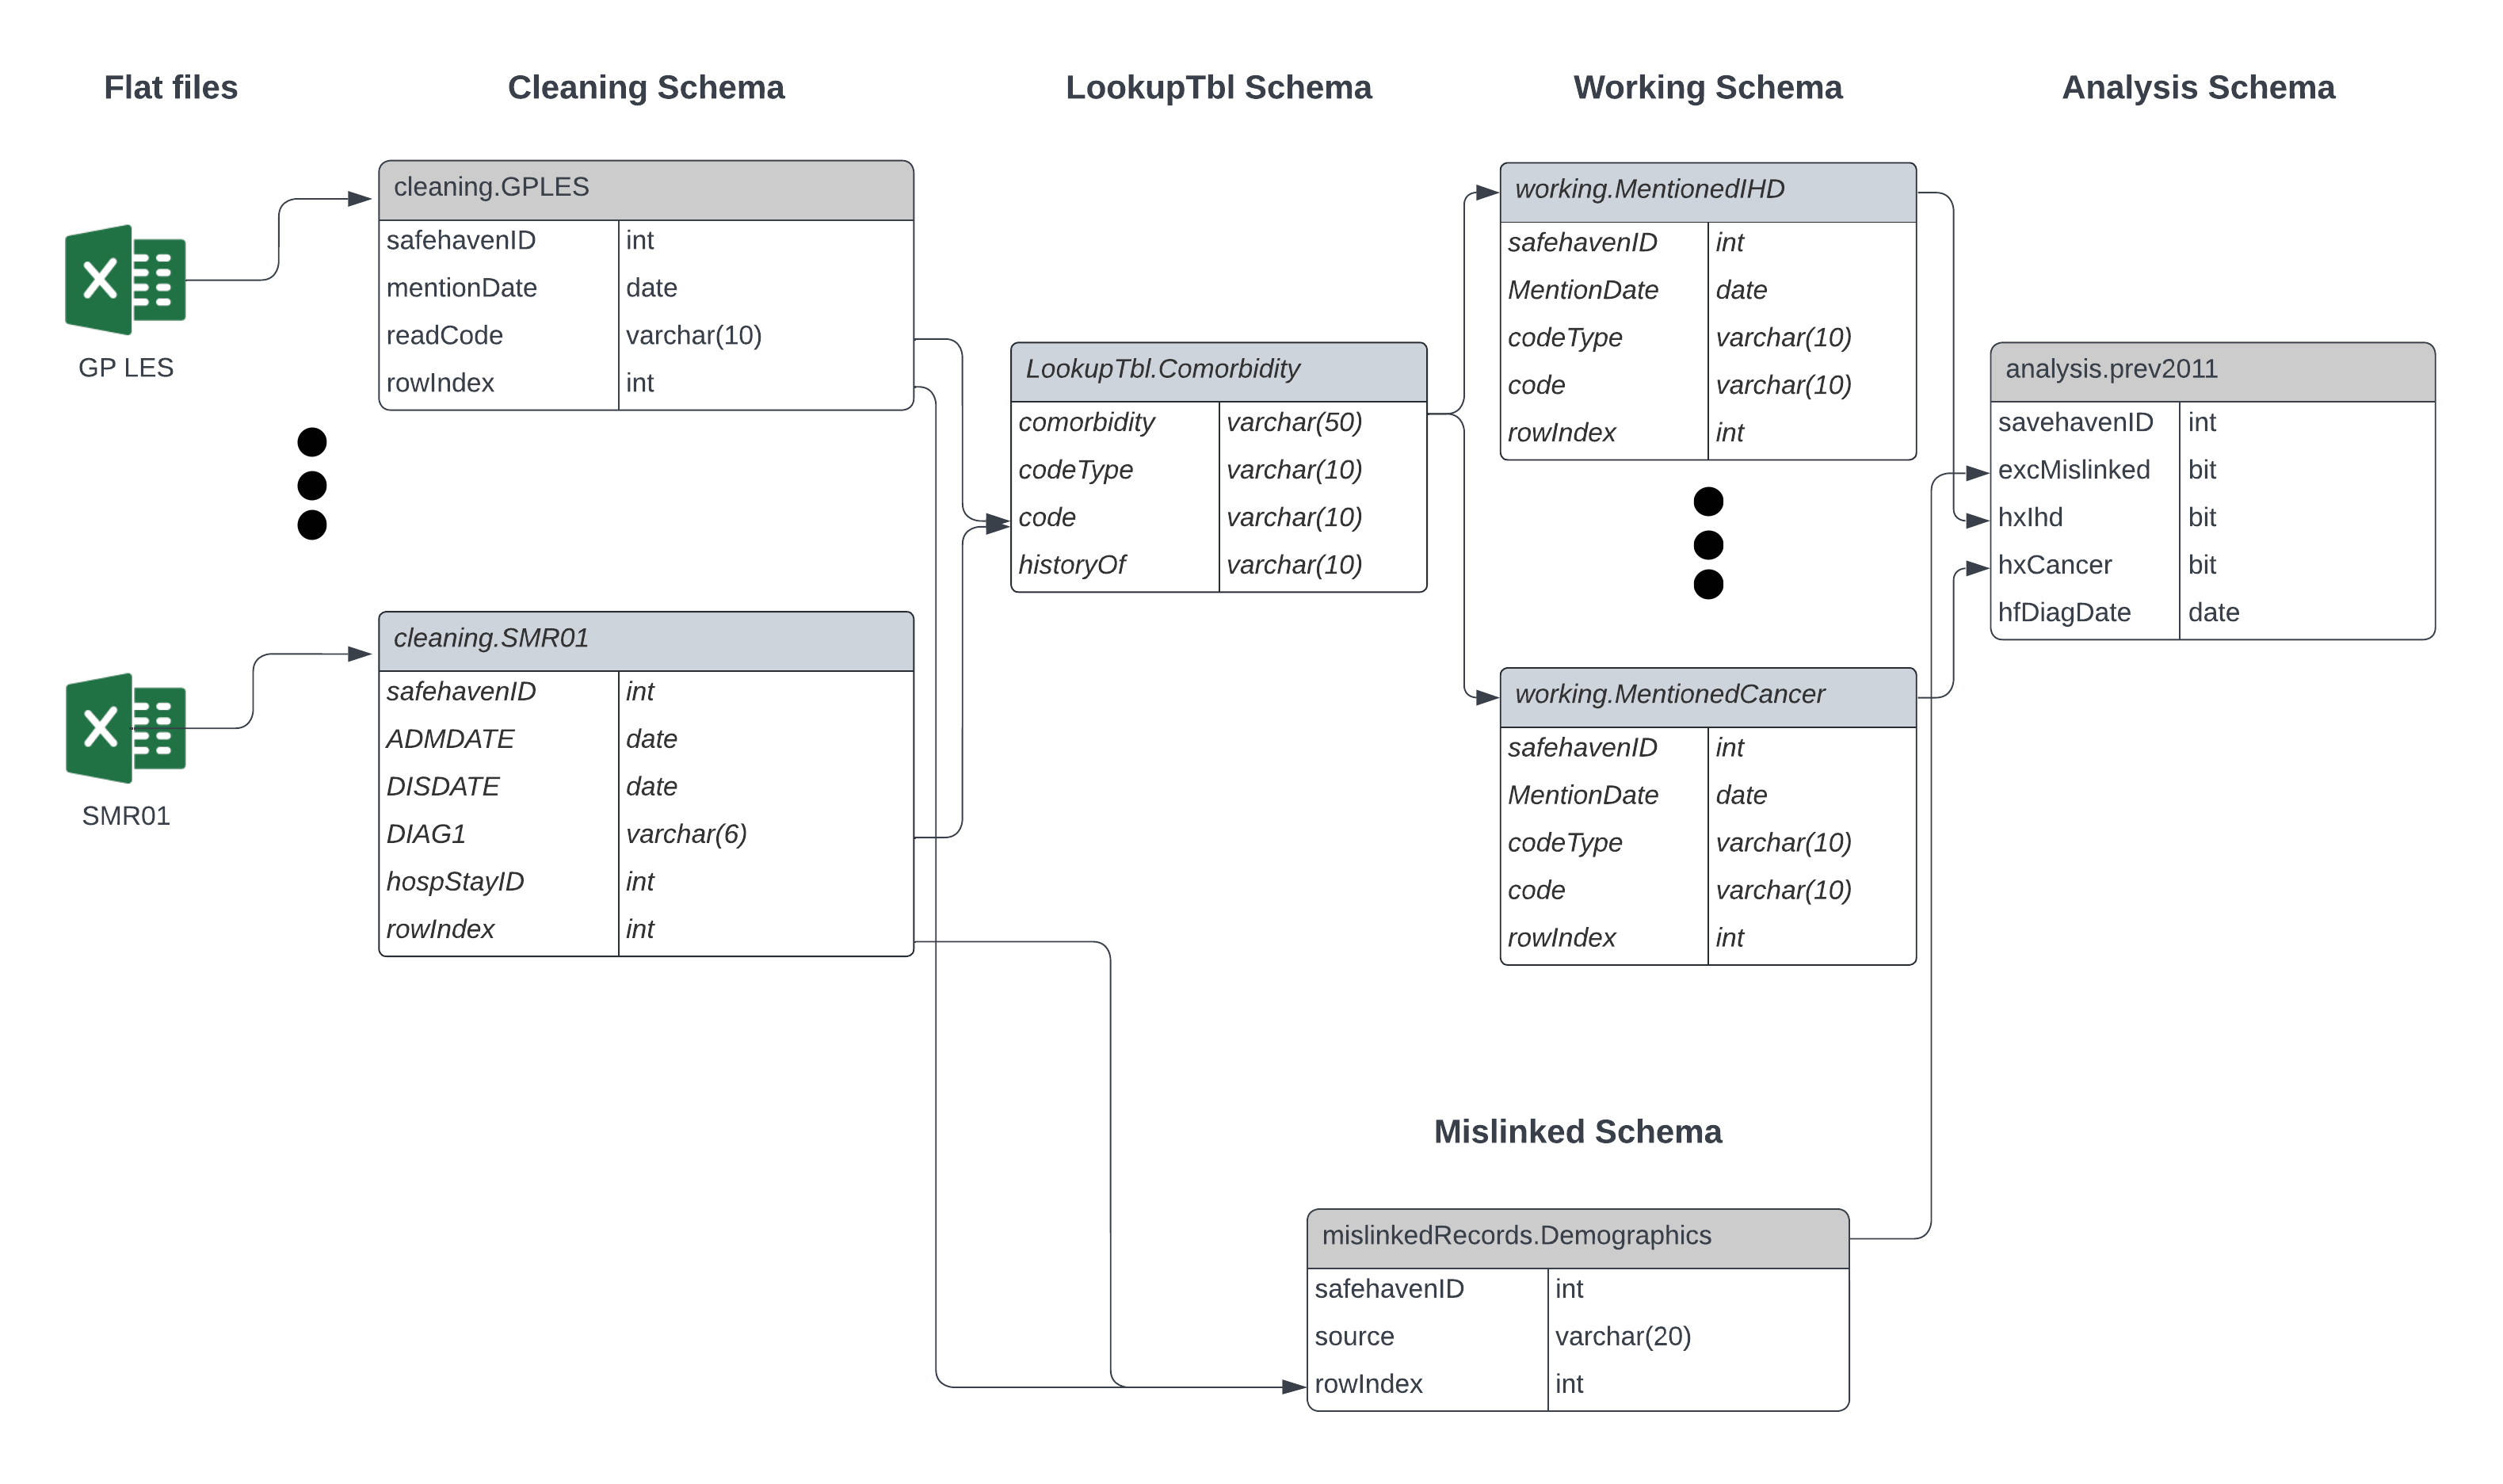 Flat files
Cleaning Schema
LookupTbl Schema
Working Schema
Analysis Schema
GP LES
SMR01
cleaning.GPLES
safehavenID int
mentionDate date
readCode varchar(10)
rowIndex int
cleaning.SMR01
safehavenID int
ADMDATE date
DISDATE date
DIAG1 varchar(6)
hospStayID int
rowIndex int
LookupTbl.Comorbidity
comorbidity varchar(50)
codeType varchar(10)
code varchar(10)
historyOf varchar(10)
working.MentionedIHD
safehavenID int
MentionDate date
codeType varchar(10)
code varchar(10)
rowIndex int
working.MentionedCancer
safehavenID int
MentionDate date
codeType varchar(10)
code varchar(10)
rowIndex int
analysis.prev2011
savehavenID int
excMislinked bit
hxIhd bit
hxCancer bit
hfDiagDate date
Mislinked Schema
mislinkedRecords.Demographics
safehavenID int
source varchar(20)
rowIndex int